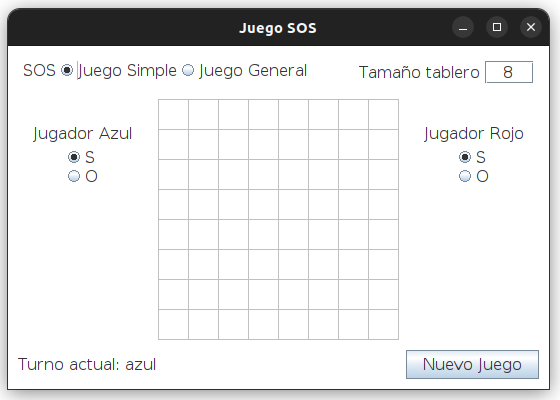 Juego SOS
SOS Juego Simple Juego General Tamaño tablero 8
Jugador Azul
S
O
Jugador Rojo
S
O
Turno actual: azul
Nuevo Juego